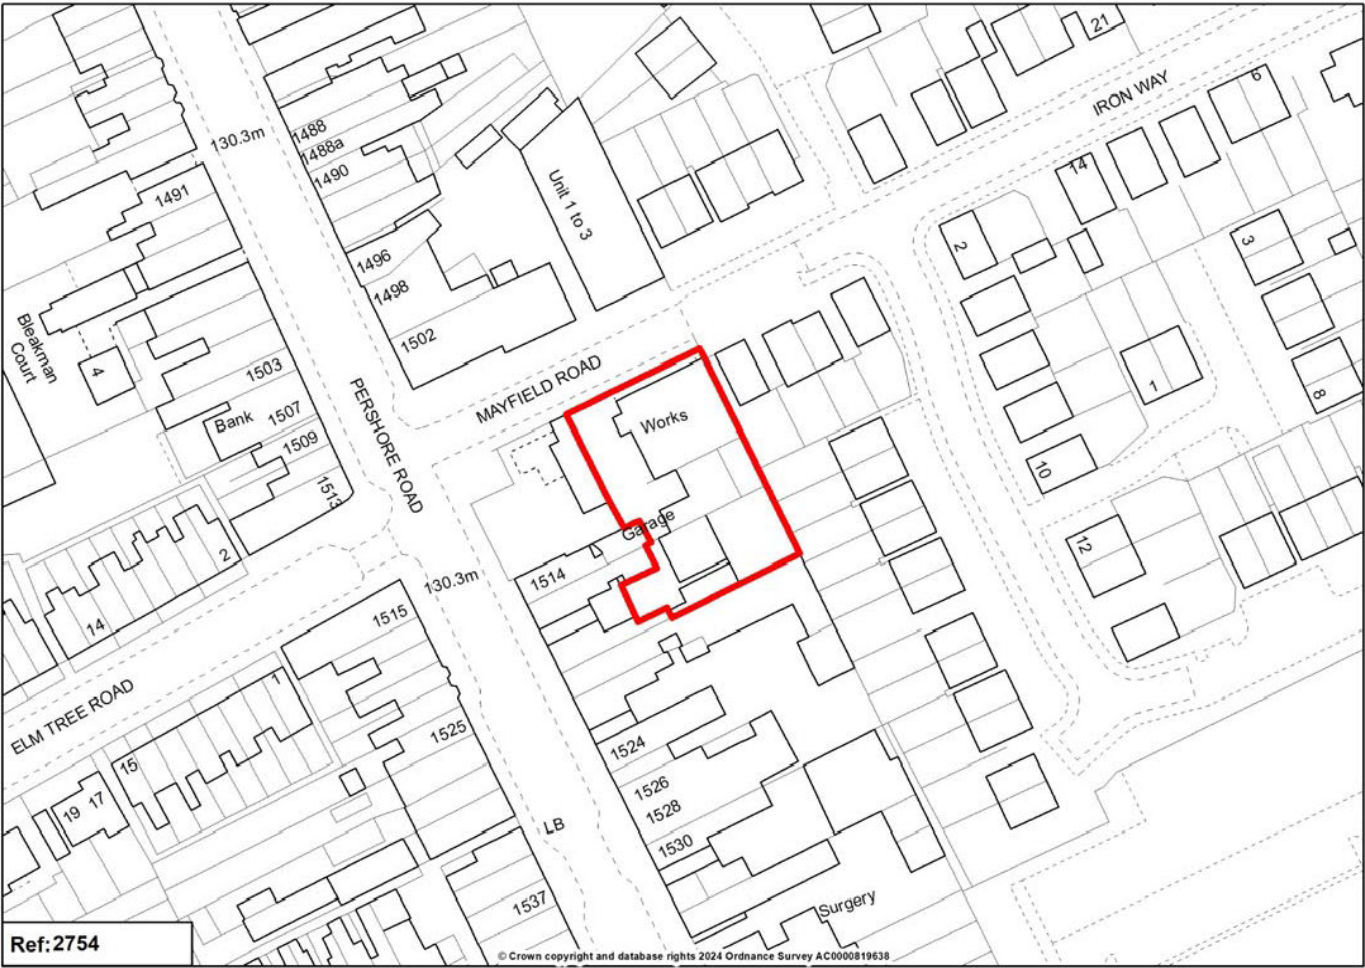 21
IRON WAY
6
130.3m
1488
1488a
1490
14
1491
Unit 1 to 3
2
3
1496
1498
1502
Bleakman
Court
4
1503
MAYFIELD ROAD
1
8
PERSHORE ROAD
Bank
1507
Works
1509
10
1513
Garage
2
12
1514
130.3m
14
1515
1
ELM TREE ROAD
1525
1524
15
1526
1528
19
17
LB
1530
1537
Surgery
Ref:2754
© Crown copyright and database rights 2024 Ordnance Survey AC0000819638